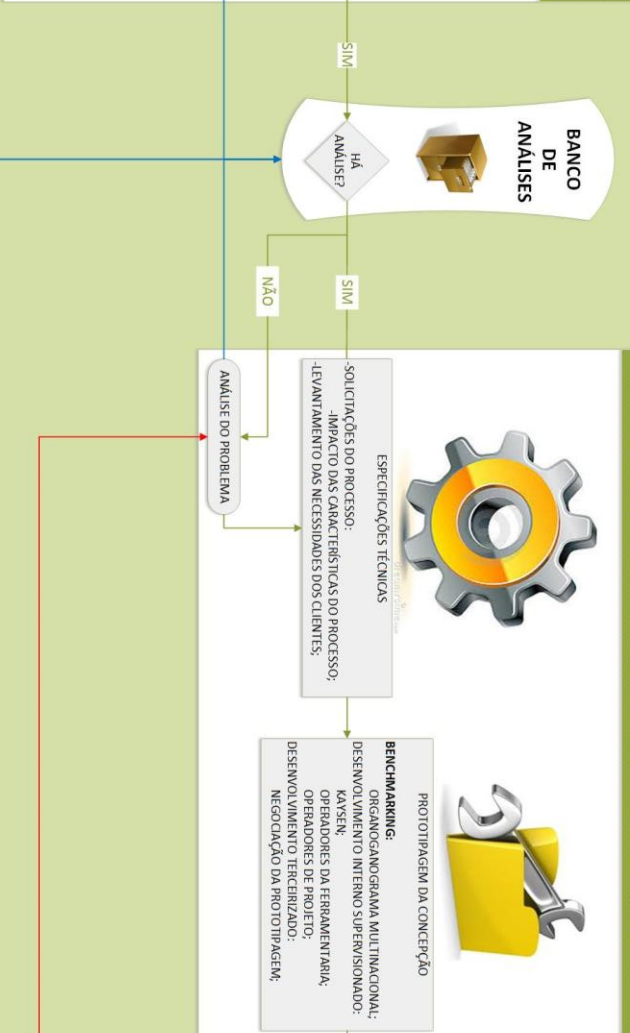 SIM
BANCO
DE
ANÁLISES
HÁ
ANÁLISE?
SIM
NÃO
ESPECIFICAÇÕES TÉCNICAS
-SOLICITAÇÕES DO PROCESSO:
-IMPACTO DAS CARACTERÍSTICAS DO PROCESSO;
-LEVANTAMENTO DAS NECESSIDADES DOS CLIENTES;
ANÁLISE DO PROBLEMA
PROTOTIPAGEM DA CONCEPÇÃO
BENCHMARKING:
ORGANOGANOGRAMA MULTINACIONAL;
DESENVOLVIMENTO INTERNO SUPERVISIONADO:
KAYSEN;
OPERADORES DA FERRAMENTARIA;
OPERADORES DE PROJETO;
DESENVOLVIMENTO TERCEIRIZADO:
NEGOCIAÇÃO DA PROTOTIPAGEM;